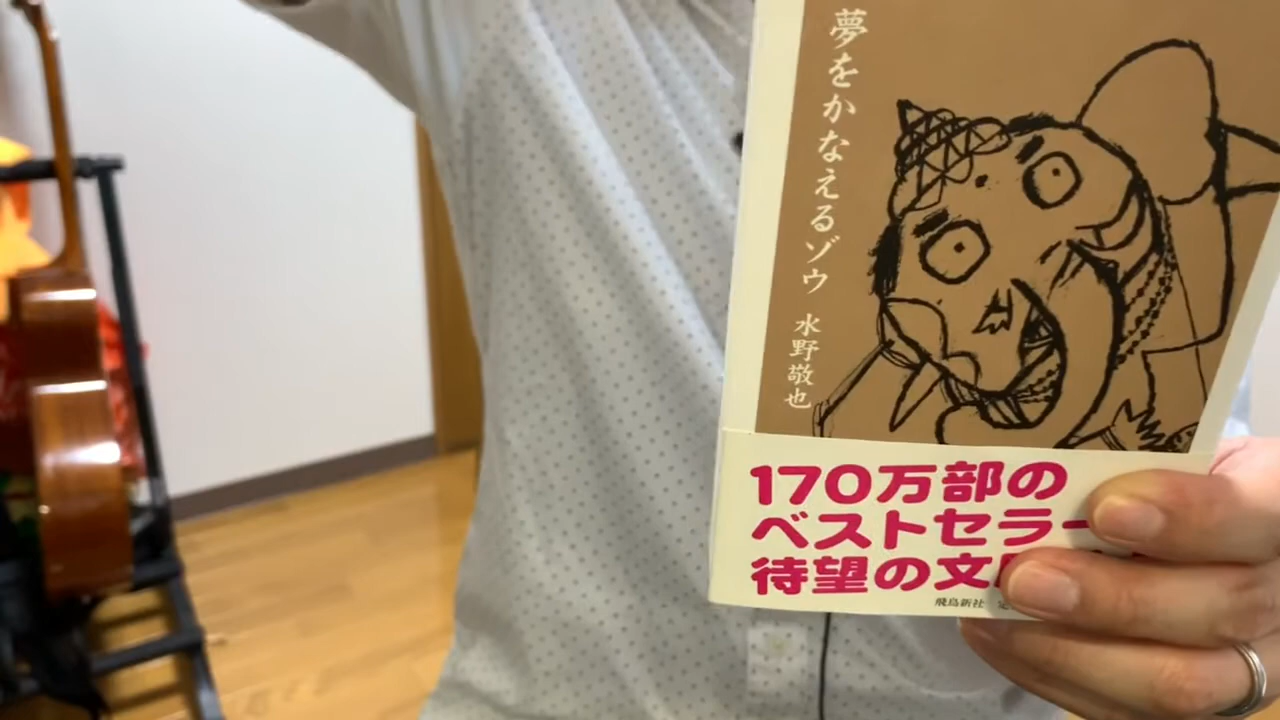 夢をかなえるゾウ
水野敬也
170万部の
ベストセラー
待望の文
飛鳥新社